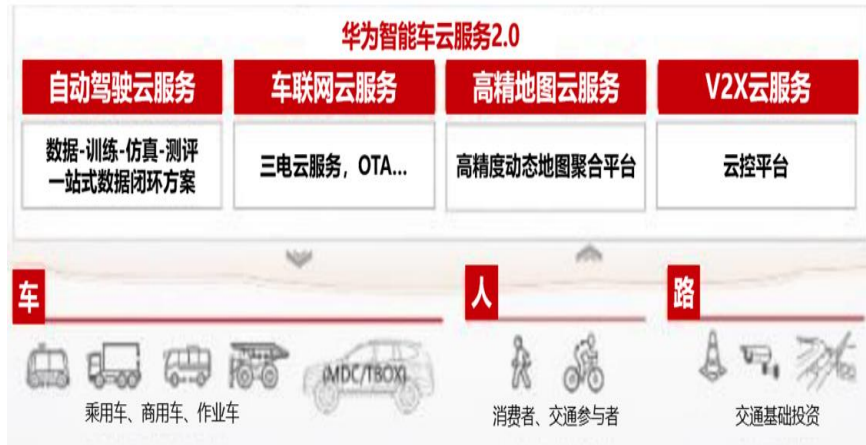 华为智能车云服务2.0
自动驾驶云服务
车联网云服务
高精地图云服务
V2X云服务
数据-训练-仿真-测评
一站式数据闭环方案
三电云服务，OTA...
高精度动态地图聚合平台
云控平台
车
人
路
(MDC/TBOX)
乘用车、商用车、作业车
消费者、交通参与者
交通基础投资